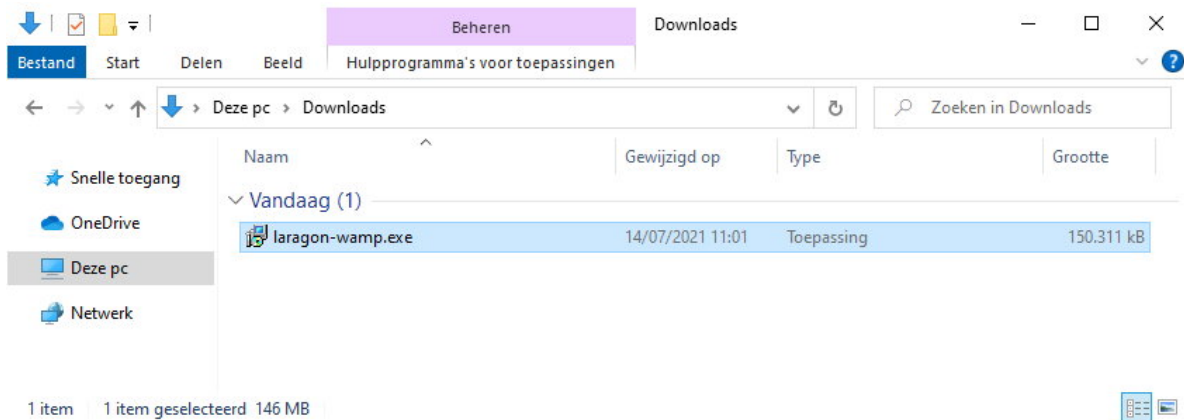 Beheren Downloads
Bestand Start Delen Beeld Hulpprogramma's voor toepassingen
Deze pc Downloads Zoeken in Downloads
Naam Gewijzigd op Type Grootte
Snelle toegang
Vandaag (1)
OneDrive
laragon-wamp.exe 14/07/2021 11:01 Toepassing 150.311 kB
Deze pc
Netwerk
1 item 1 item geselecteerd 146 MB